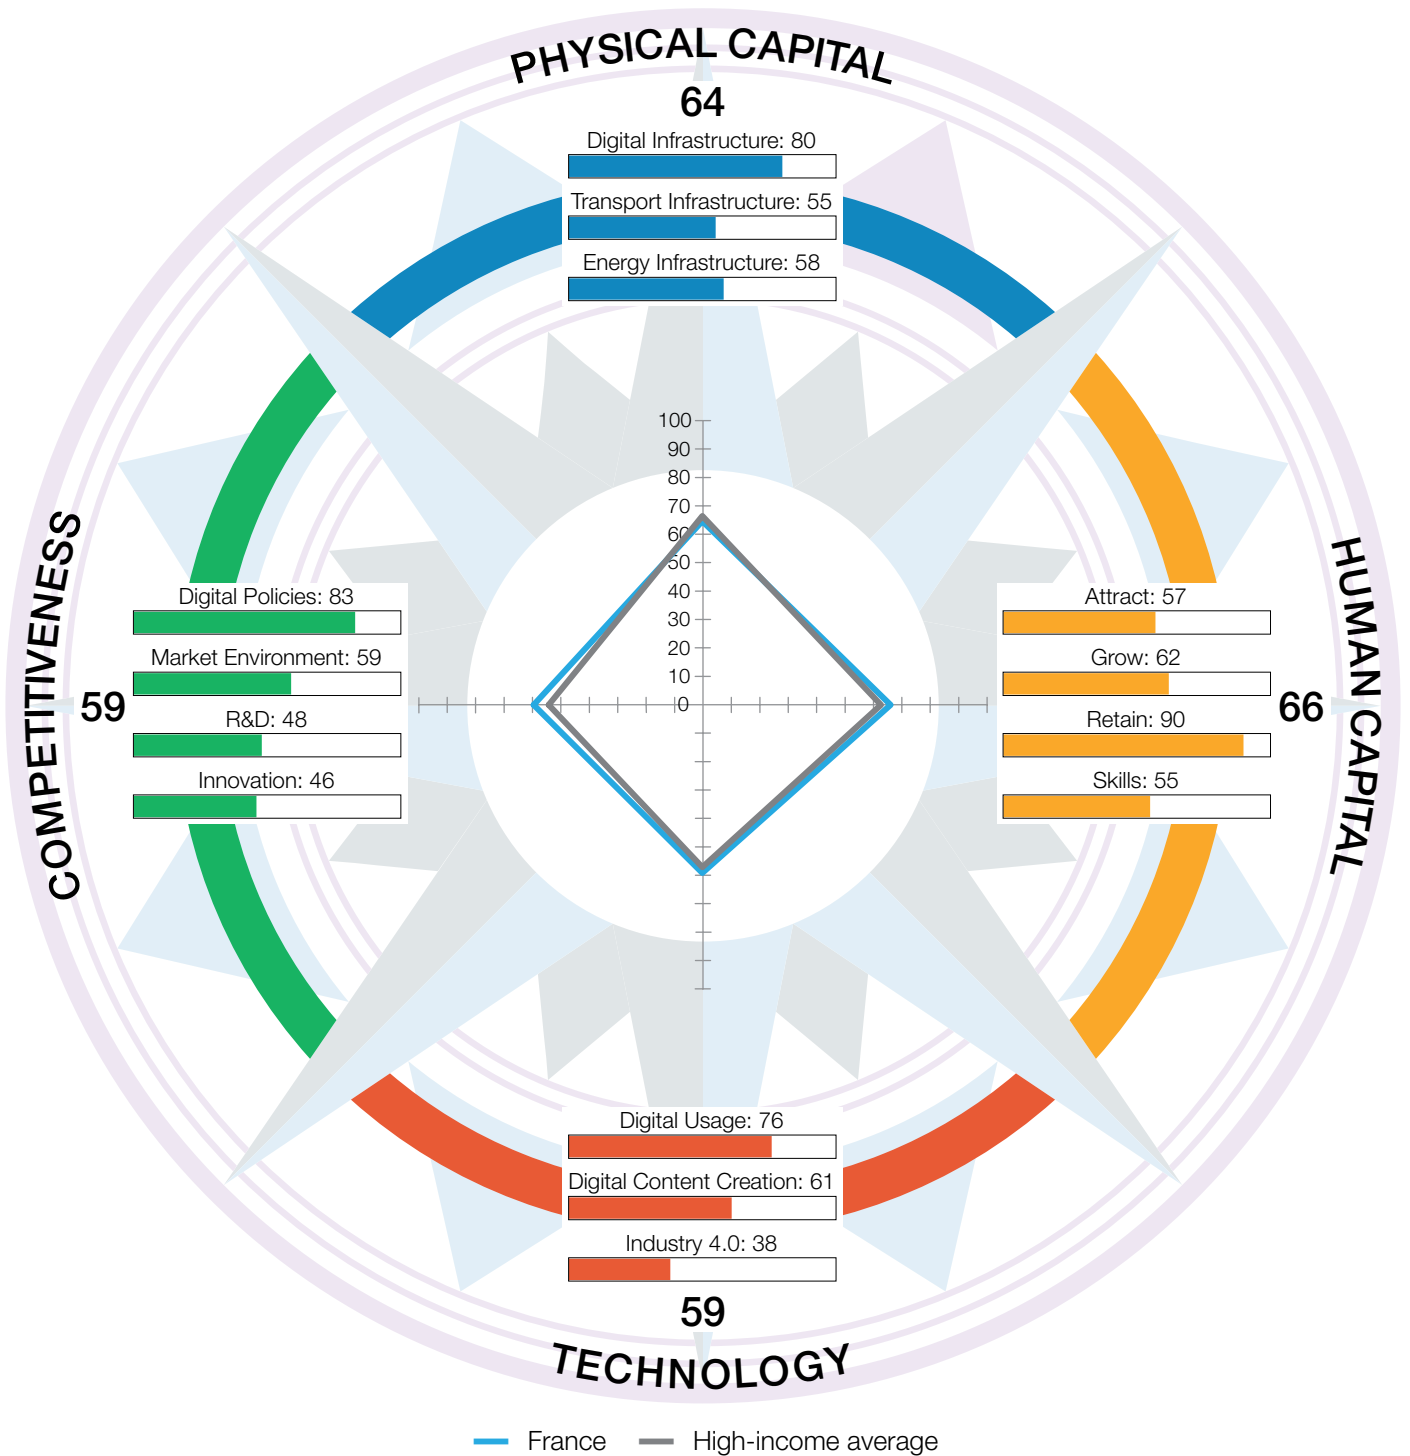 PHYSICAL CAPITAL
64
Digital Infrastructure: 80
Transport Infrastructure: 55
Energy Infrastructure: 58
100
90
80
70
60
50
40
30
20
10
0
COMPETITIVENESS
59
Digital Policies: 83
Market Environment: 59
R&D: 48
Innovation: 46
HUMAN CAPITAL
66
Attract: 57
Grow: 62
Retain: 90
Skills: 55
Digital Usage: 76
Digital Content Creation: 61
Industry 4.0: 38
59
TECHNOLOGY
France
High-income average